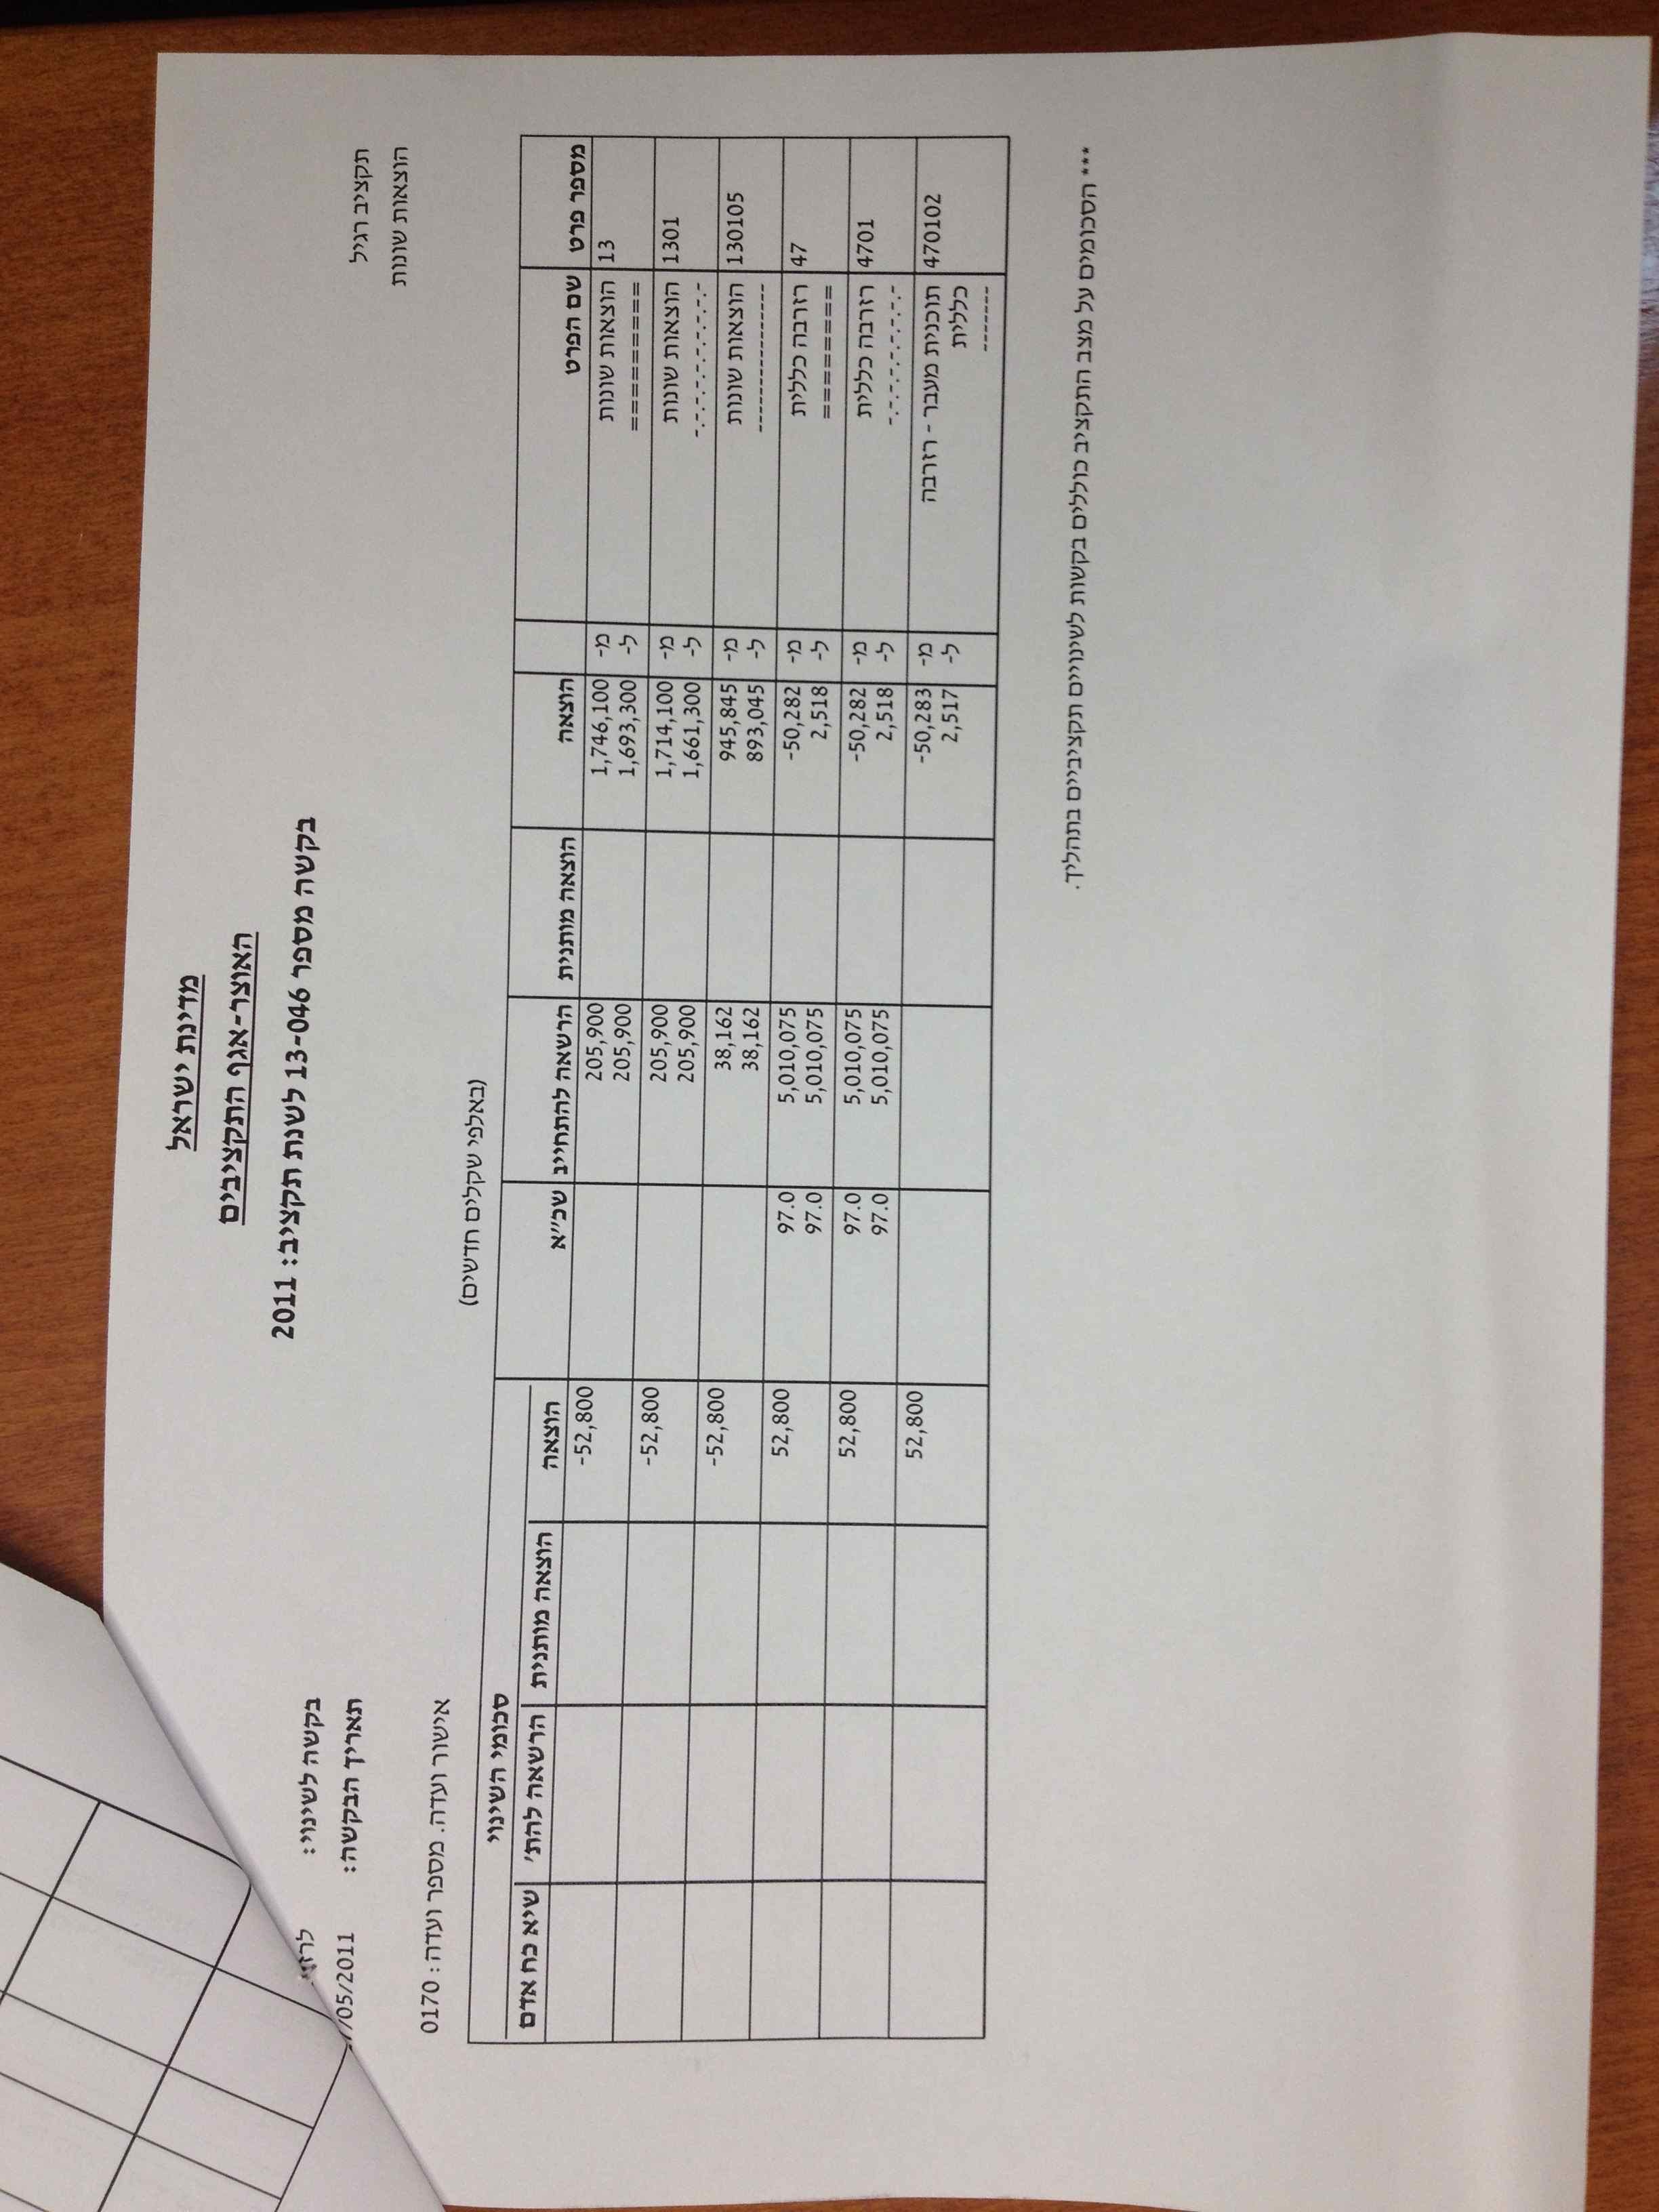 מדינת ישראל
האוצר-אגף התקציבים
בקשה מספר 13-046 לשנת תקציב: 2011
בקשה לשינוי:
תקציב רגיל
תאריך הבקשה: /05/2011
הוצאות שונות
אישור ועדה. מספר ועדה: 0170
(באלפי שקלים חדשים)
סכומי השינוי
מספר פרט שם הפרט הוצאה הוצאה מותנית הרשאה להתחייב שכ"א הוצאה הוצאה מותנית הרשאה להת' שיא כח אדם
13 הוצאות שונות מ- 1,746,100 205,900 -52,800
======== ל- 1,693,300 205,900
1301 הוצאות שונות מ- 1,714,100 205,900 -52,800
-.-.-.-.-.-.-.-.- ל- 1,661,300 205,900
130105 הוצאות שונות מ- 945,845 38,162 -52,800
--------------- ל- 893,045 38,162
47 רזרבה כללית מ- -50,282 5,010,075 97.0 52,800
======= ל- 2,518 5,010,075 97.0
4701 רזרבה כללית מ- -50,282 5,010,075 97.0 52,800
-.-.-.-.-.-.-.- ל- 2,518 5,010,075 97.0
470102 תוכנית מעבר - רזרבה מ- -50,283 52,800
כללית ל- 2,517
-------
*** הסכומים על מצב התקציב כוללים בקשות לשינויים תקציביים בתהליך.